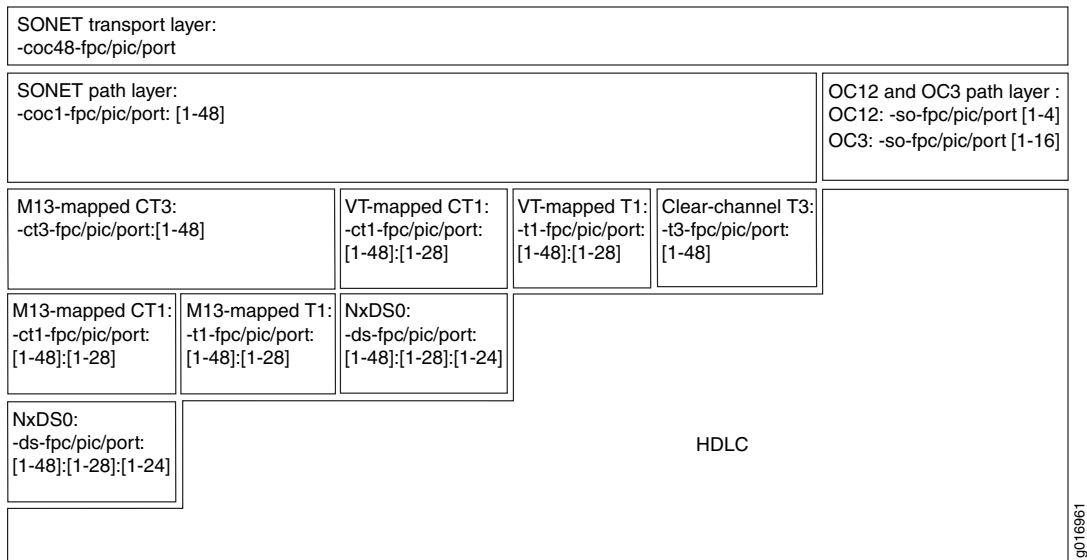 SONET transport layer:
-coc48-fpc/pic/port
SONET path layer:
-coc1-fpc/pic/port: [1-48]
OC12 and OC3 path layer :
OC12: -so-fpc/pic/port [1-4]
OC3: -so-fpc/pic/port [1-16]
M13-mapped CT3:
-ct3-fpc/pic/port:[1-48]
VT-mapped CT1:
-ct1-fpc/pic/port:
[1-48]:[1-28]
VT-mapped T1:
-t1-fpc/pic/port:
[1-48]:[1-28]
Clear-channel T3:
-t3-fpc/pic/port:
[1-48]
M13-mapped CT1:
-ct1-fpc/pic/port:
[1-48]:[1-28]
M13-mapped T1:
-t1-fpc/pic/port:
[1-48]:[1-28]
NxDS0:
-ds-fpc/pic/port:
[1-48]:[1-28]:[1-24]
NxDS0:
-ds-fpc/pic/port:
[1-48]:[1-28]:[1-24]
HDLC
g016961